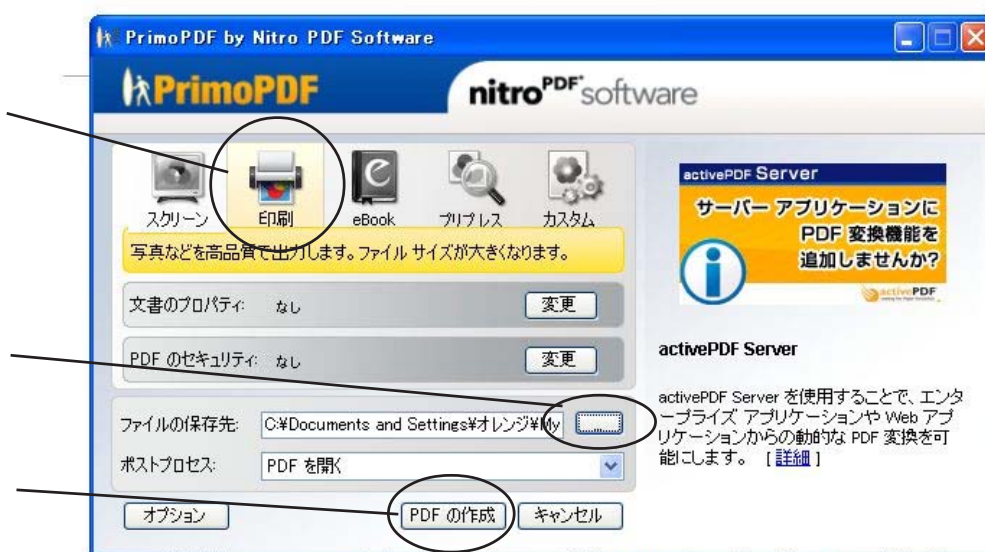 PrimoPDF by Nitro PDF Software
PrimoPDF
nitroPDF software
スクリーン
印刷
eBook
プリプレス
カスタム
写真などを高品質で出力します。ファイル サイズが大きくなります。
文書のプロパティ: なし
変更
PDF のセキュリティ: なし
変更
ファイルの保存先: C:¥Documents and Settings¥オレンジ¥My
...
ポストプロセス: PDF を開く
オプション
PDF の作成
キャンセル
activePDF Server
サーバー アプリケーションに
PDF 変換機能を
追加しませんか?
activePDF
activePDF Server
activePDF Server を使用することで、エンタ
ープライズ アプリケーションや Web アプ
リケーションからの動的な PDF 変換を可
能にします。 [ 詳細 ]